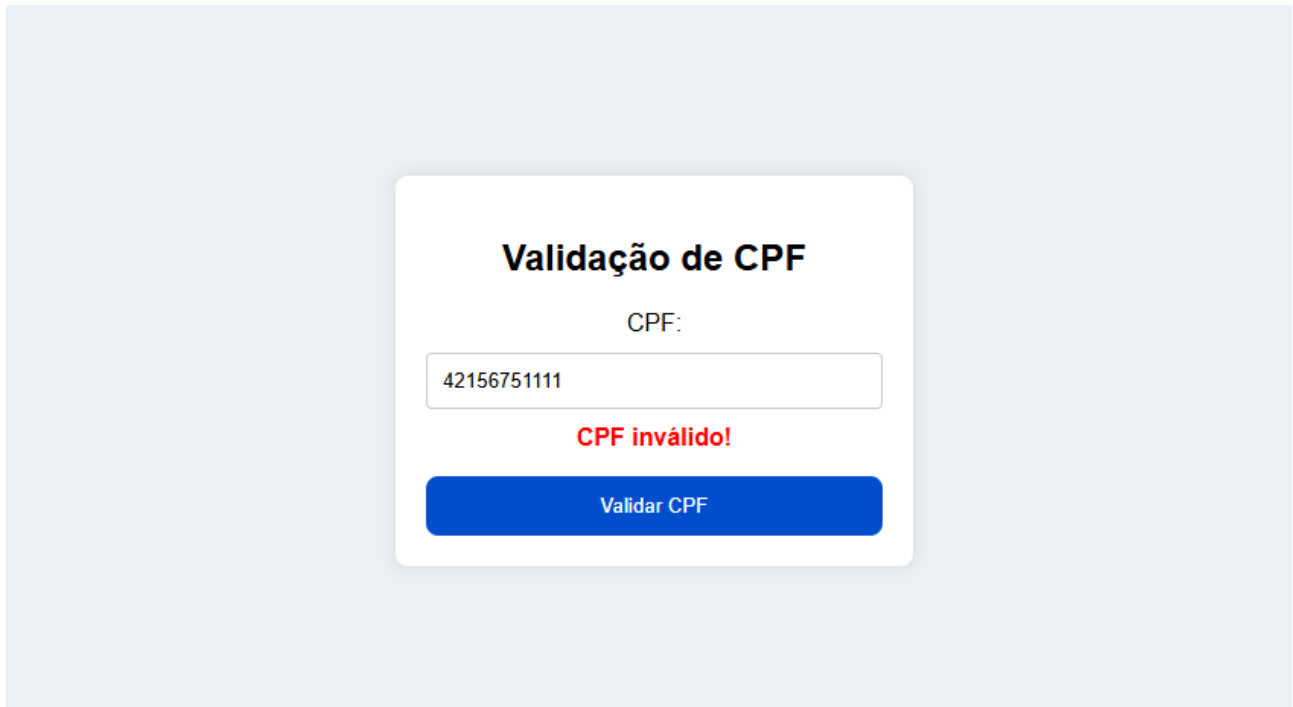 Validação de CPF
CPF:
42156751111
CPF inválido!
Validar CPF